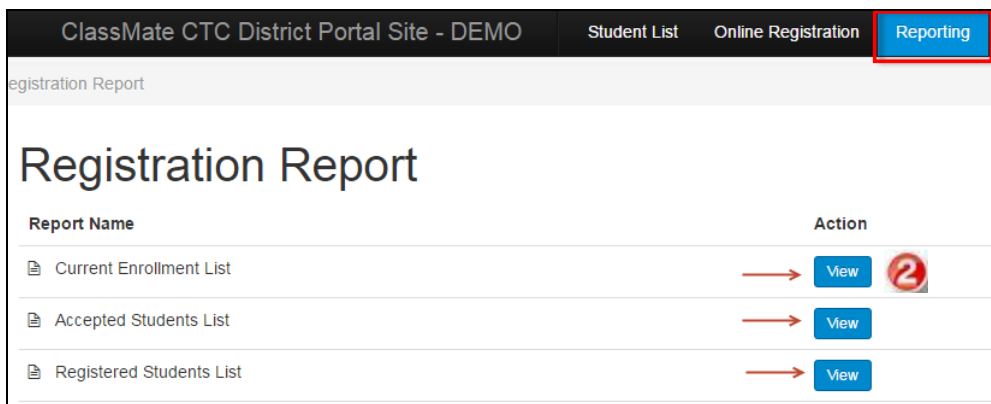 ClassMate CTC District Portal Site - DEMO Student List Online Registration Reporting
egistration Report
Registration Report
Report Name Action
Current Enrollment List View 2
Accepted Students List View
Registered Students List View